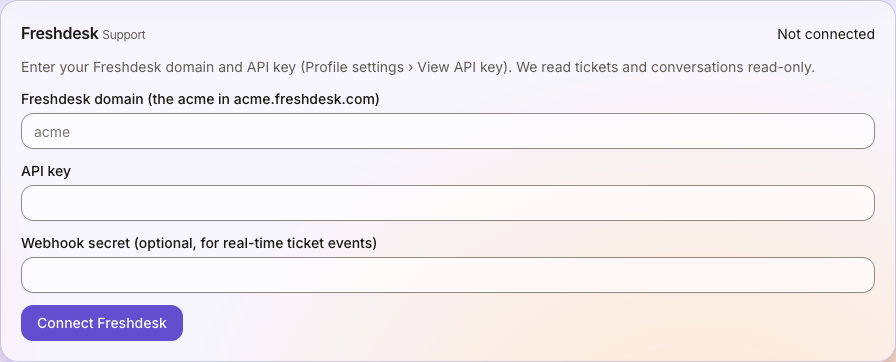 Freshdesk Support
Not connected
Enter your Freshdesk domain and API key (Profile settings › View API key). We read tickets and conversations read-only.
Freshdesk domain (the acme in acme.freshdesk.com)
acme
API key
Webhook secret (optional, for real-time ticket events)
Connect Freshdesk